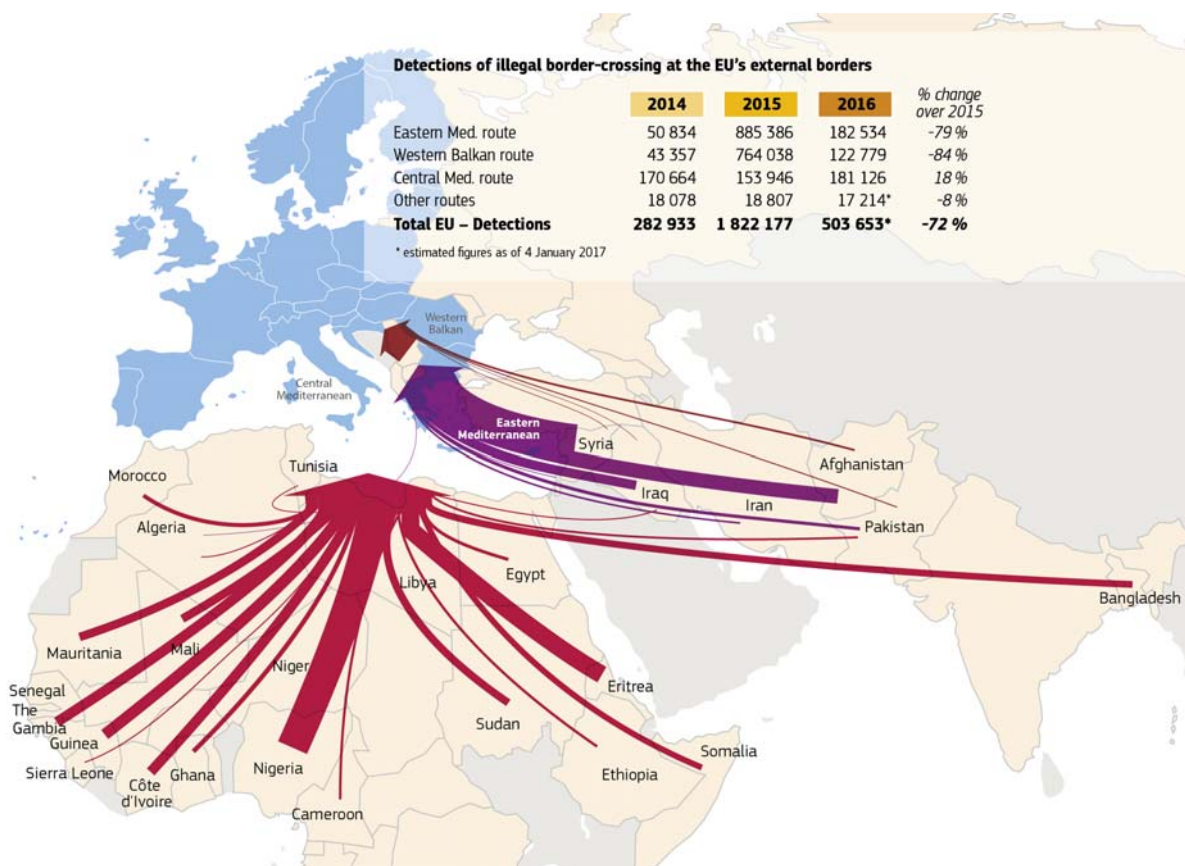 Detections of illegal border-crossing at the EU's external borders
2014 2015 2016 % change
over 2015
Eastern Med. route 50 834 885 386 182 534 -79 %
Western Balkan route 43 357 764 038 122 779 -84 %
Central Med. route 170 664 153 946 181 126 18 %
Other routes 18 078 18 807 17 214* -8 %
Total EU – Detections 282 933 1 822 177 503 653* -72 %
* estimated figures as of 4 January 2017
Western
Balkan
Central
Mediterranean
Eastern
Mediterranean
Syria
Afghanistan
Tunisia
Morocco
Iraq
Iran
Algeria
Pakistan
Libya
Egypt
Bangladesh
Mauritania
Mali
Niger
Eritrea
Senegal
The
Gambia
Guinea
Sudan
Sierra Leone
Côte
d'Ivoire
Ghana
Nigeria
Ethiopia
Somalia
Cameroon